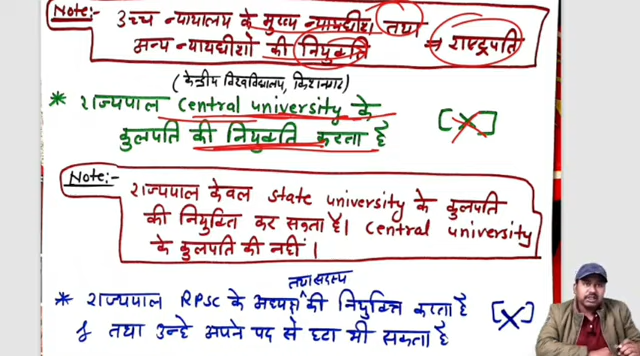 Note:-
उच्च न्यायालय के मुख्य न्यायधीश तथा
अन्य न्यायधीशो की नियुक्ति ⇒ राष्ट्रपति
(केन्द्रीय विश्वविद्यालय, किशनगढ़)
* राज्यपाल Central university के
कुलपति की नियुक्ति करता है [X]
Note:-
राज्यपाल केवल state university के कुलपति
की नियुक्ति कर सकता है। Central university
के कुलपति की नहीं।
तथा सदस्य
* राज्यपाल RPSC के अध्यक्ष ^ की नियुक्ति करता है
तथा उन्हे अपने पद से हटा भी सकता है [X]